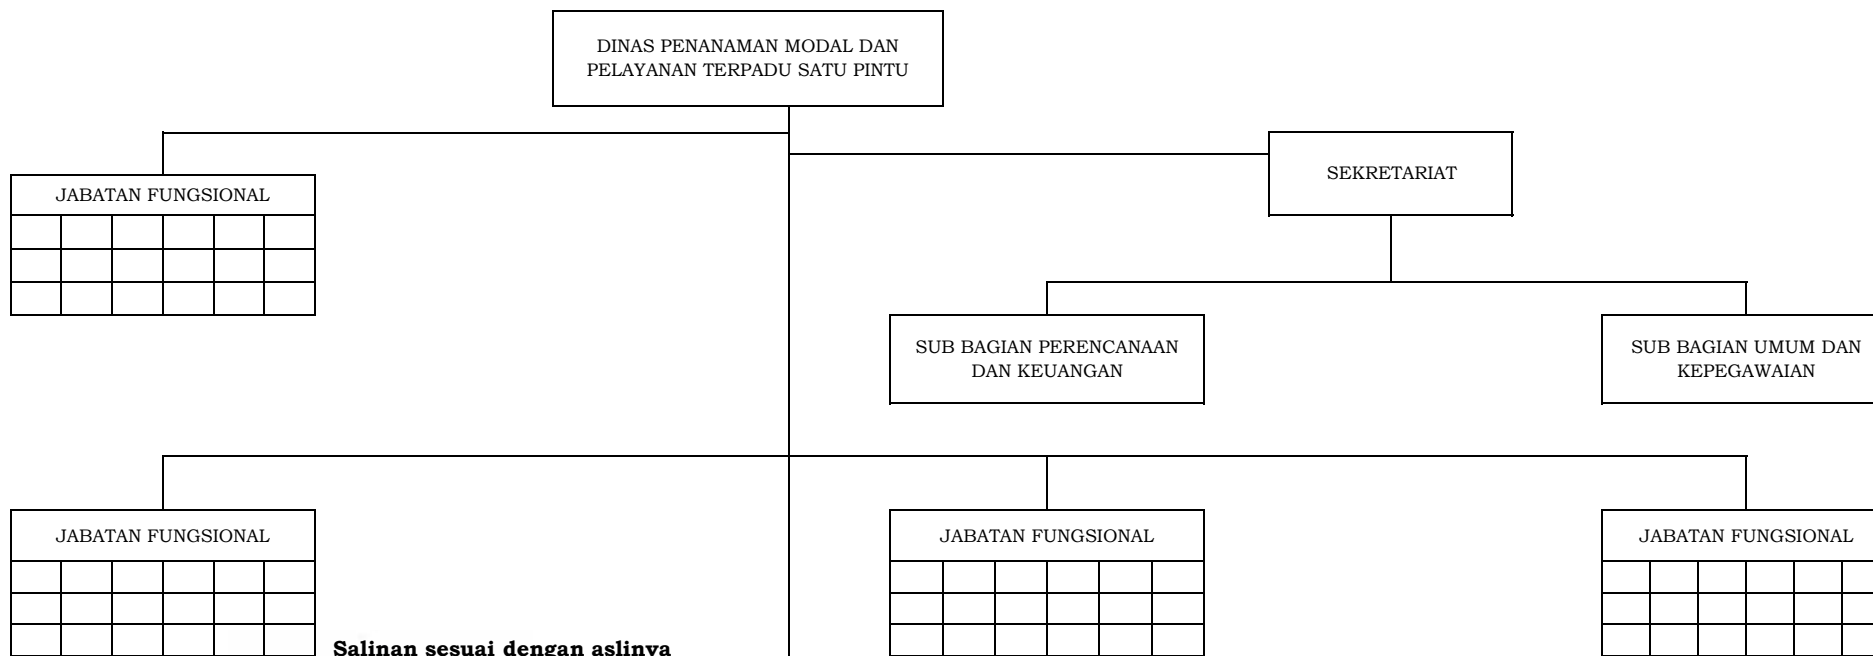 DINAS PENANAMAN MODAL DAN
PELAYANAN TERPADU SATU PINTU
SEKRETARIAT
JABATAN FUNGSIONAL
SUB BAGIAN PERENCANAAN
DAN KEUANGAN
SUB BAGIAN UMUM DAN
KEPEGAWAIAN
JABATAN FUNGSIONAL
JABATAN FUNGSIONAL
JABATAN FUNGSIONAL
Salinan sesuai dengan aslinya